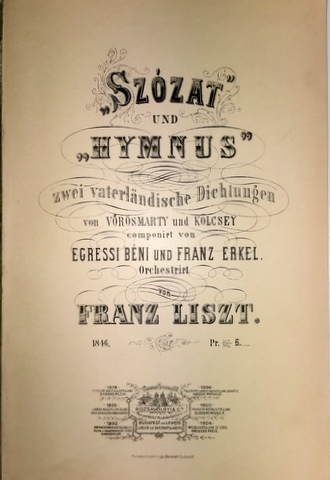 „Szózat”
UND
„HYMNUS”
zwei vaterländische Dichtungen
von VÖRÖSMARTY und KÖLCSEY
componirt von
EGRESSI BÉNI UND FRANZ ERKEL.
Orchestrirt
von
FRANZ LISZT.
1846. Pr. 6.